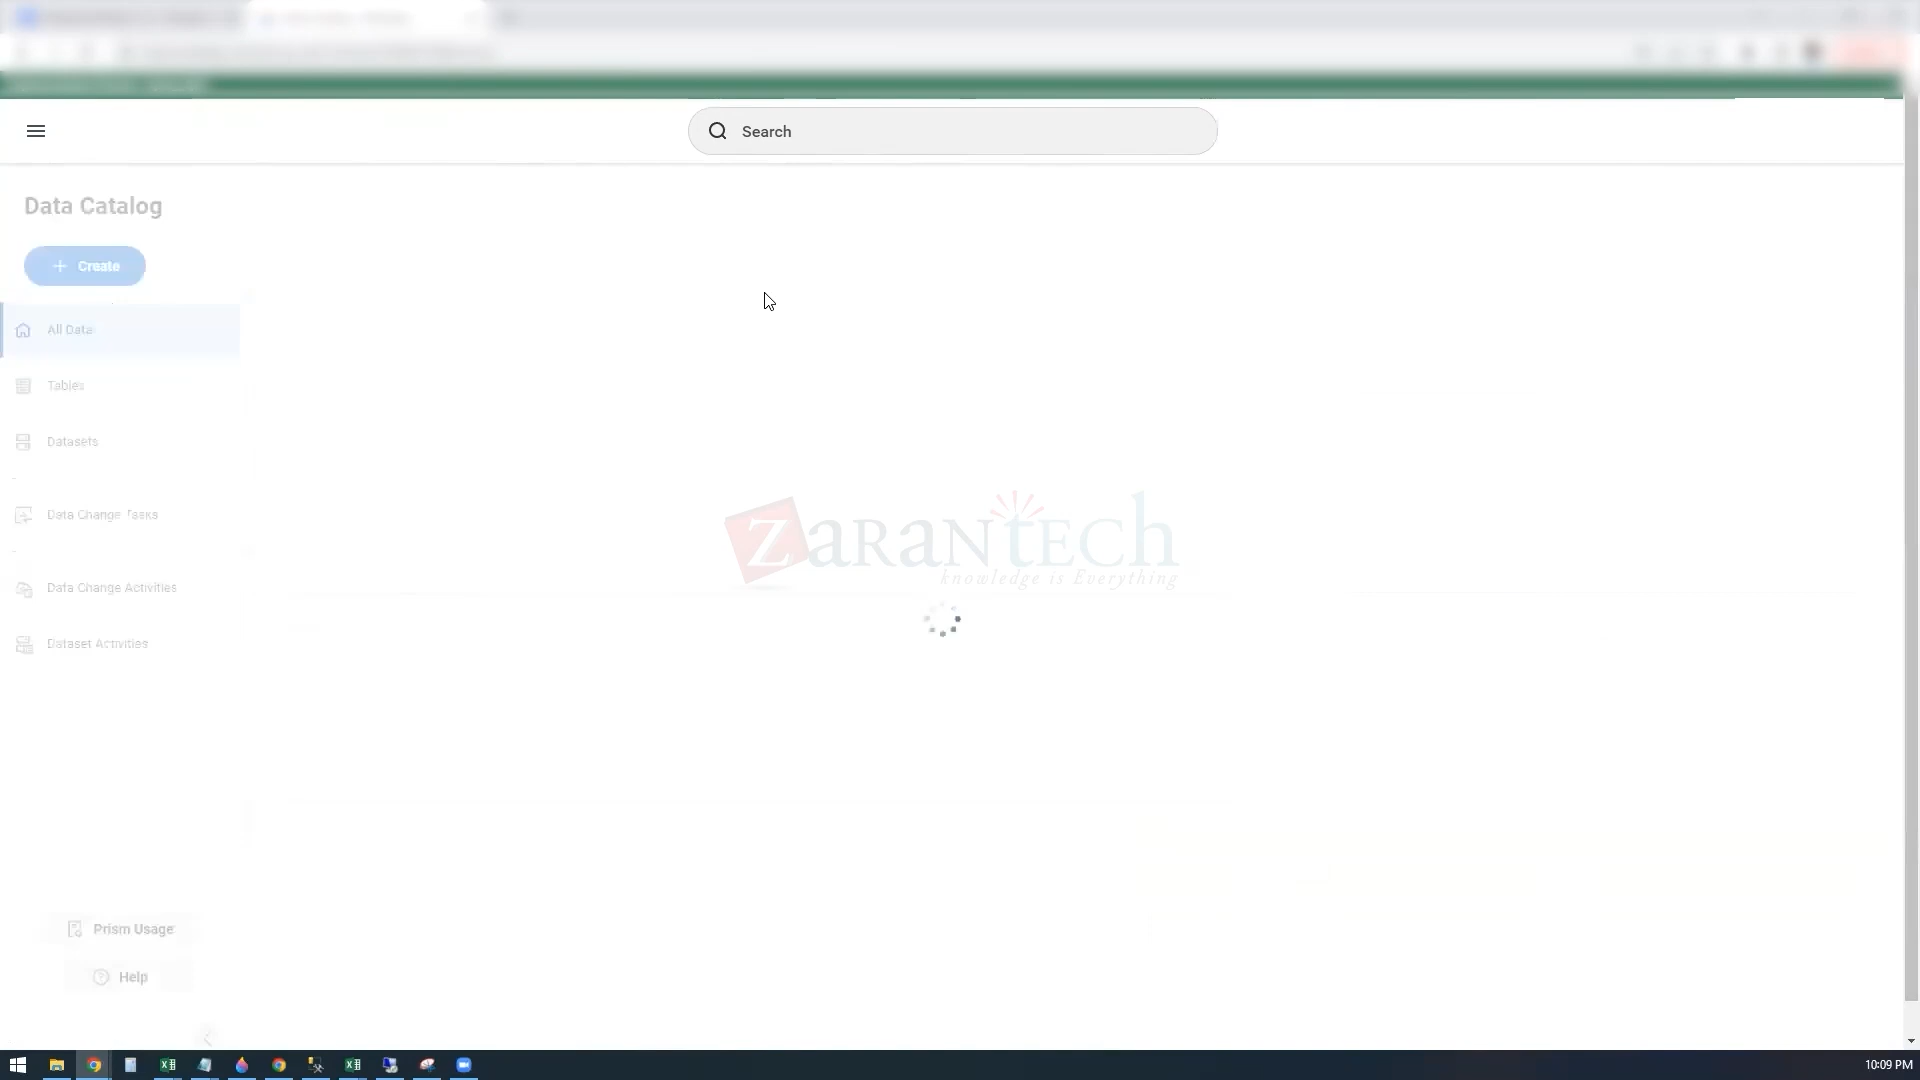 Search
Data Catalog
Create
All Data
Tables
Datasets
Data Change Tasks
Data Change Activities
Dataset Activities
ZaranTech
knowledge is Everything
Prism Usage
Help
10:09 PM